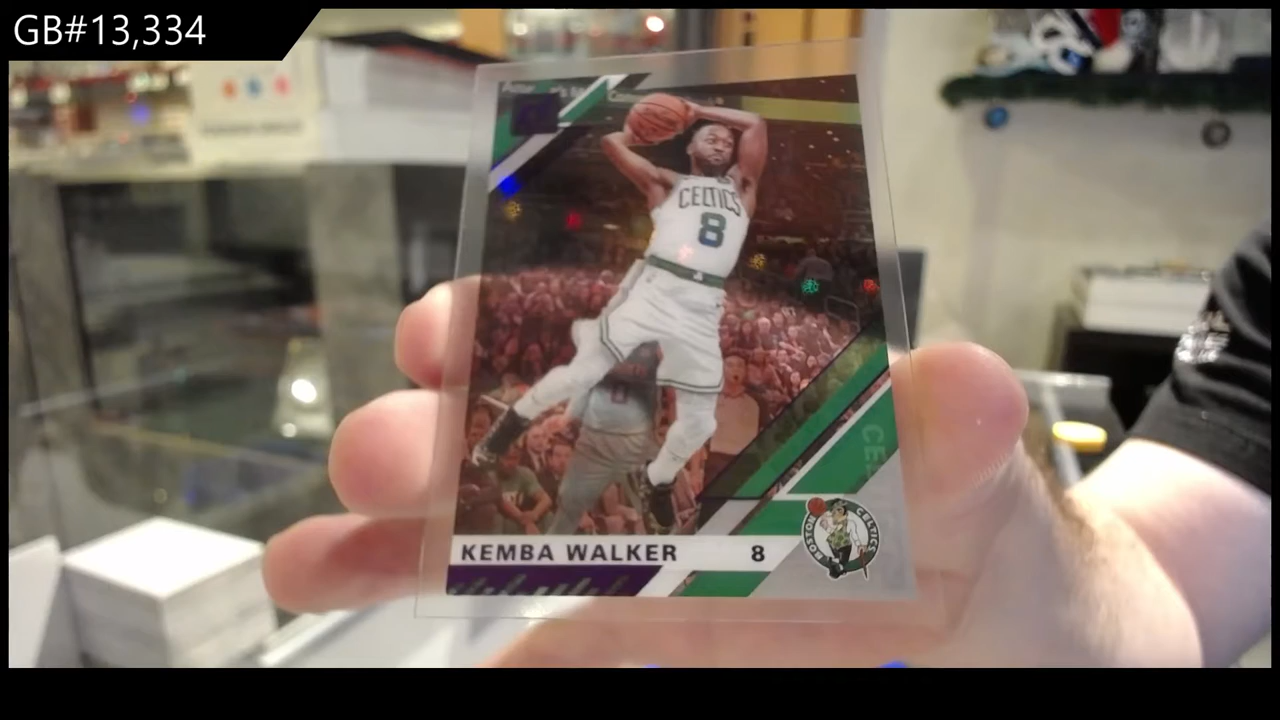 GB#13,334
CELTICS
8
KEMBA WALKER 8
BOSTON CELTICS